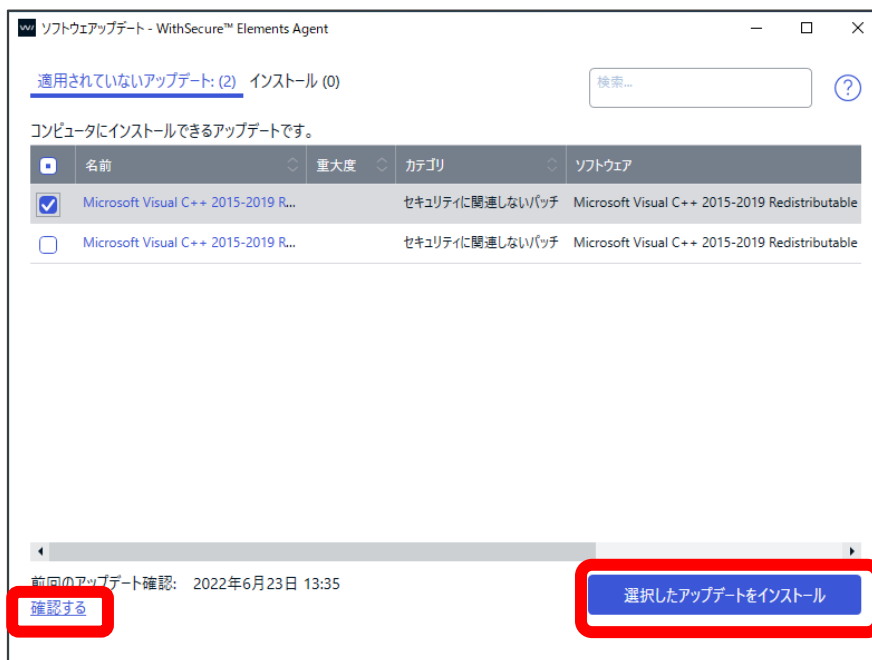 ソフトウェアアップデート - WithSecure™ Elements Agent
適用されていないアップデート: (2) インストール (0)
検索...
?
コンピュータにインストールできるアップデートです。
名前 重大度 カテゴリ ソフトウェア
Microsoft Visual C++ 2015-2019 R... セキュリティに関連しないパッチ Microsoft Visual C++ 2015-2019 Redistributable
Microsoft Visual C++ 2015-2019 R... セキュリティに関連しないパッチ Microsoft Visual C++ 2015-2019 Redistributable
前回のアップデート確認: 2022年6月23日 13:35
確認する
選択したアップデートをインストール